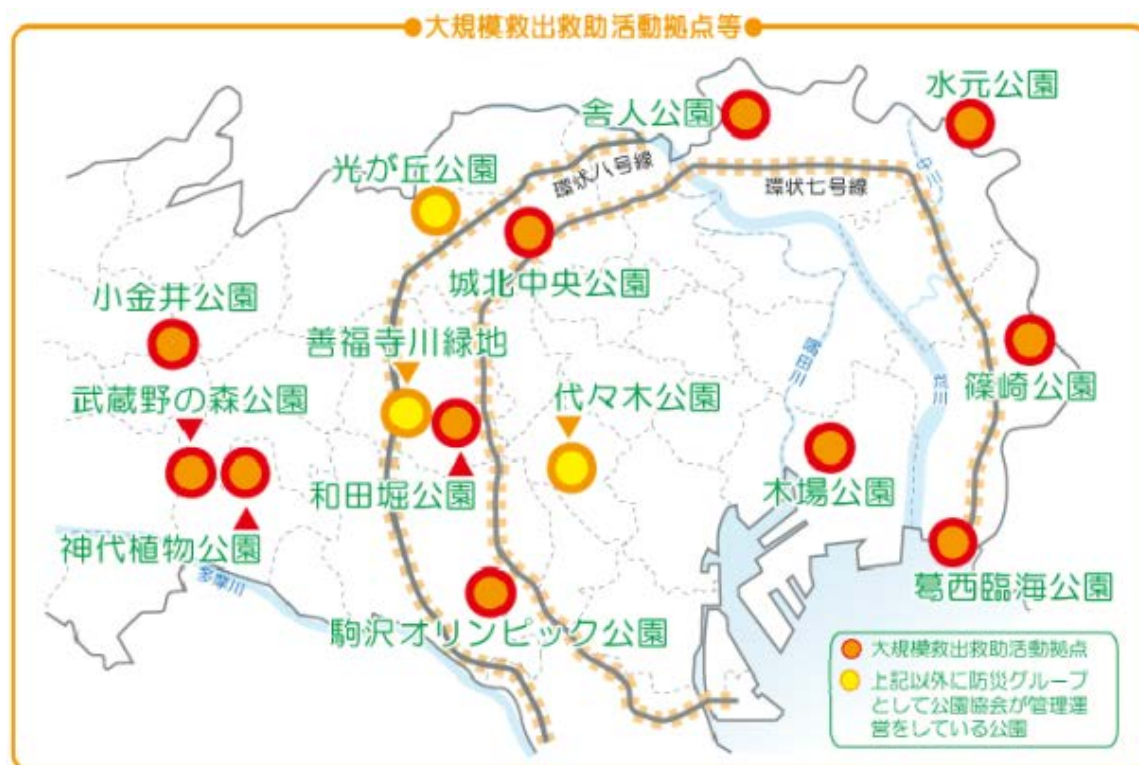 大規模救出救助活動拠点等
水元公園
舎人公園
中川
光が丘公園
環状八号線
環状七号線
城北中央公園
小金井公園
善福寺川緑地
隅田川
荒川
篠崎公園
武蔵野の森公園
代々木公園
和田堀公園
木場公園
神代植物公園
多摩川
葛西臨海公園
駒沢オリンピック公園
大規模救出救助活動拠点
上記以外に防災グループ
として公園協会が管理運
営をしている公園